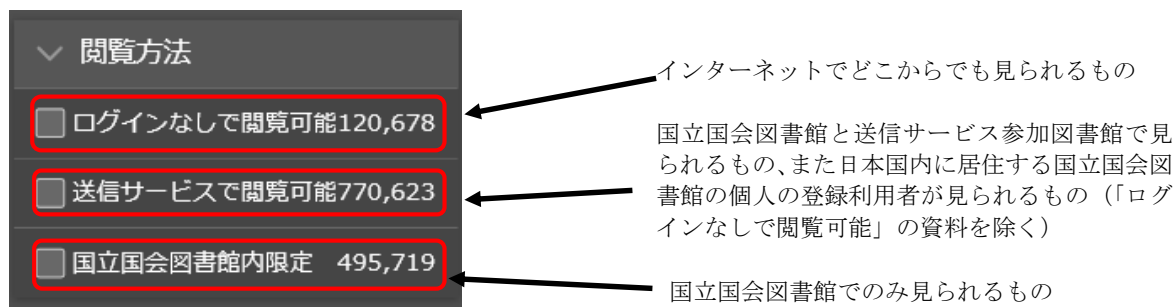 閲覧方法
ログインなしで閲覧可能120,678
送信サービスで閲覧可能770,623
国立国会図書館内限定 495,719
インターネットでどこからでも見られるもの
国立国会図書館と送信サービス参加図書館で見
られるもの、また日本国内に居住する国立国会図
書館の個人の登録利用者が見られるもの（「ログ
インなしで閲覧可能」の資料を除く）
国立国会図書館でのみ見られるもの